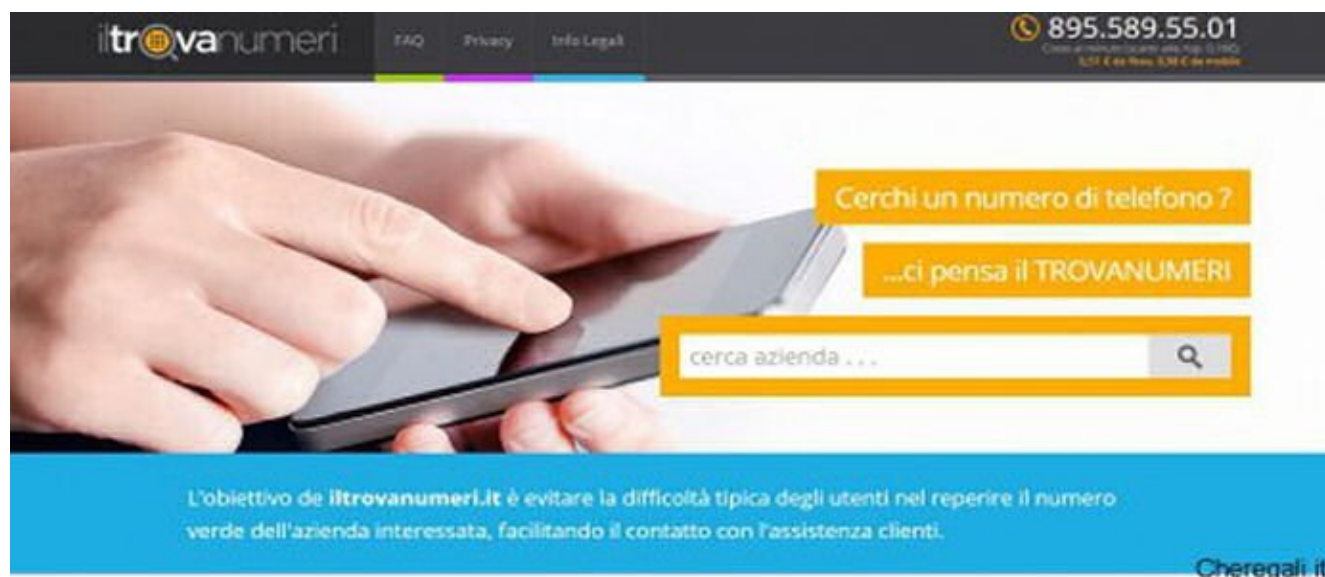 iltrovanumeri
FAQ Privacy Info Legali
895.589.55.01
Cerchi un numero di telefono ?
...ci pensa il TROVANUMERI
cerca azienda . . .
L'obiettivo de iltrovanumeri.it è evitare la difficoltà tipica degli utenti nel reperire il numero
verde dell'azienda interessata, facilitando il contatto con l'assistenza clienti.
Cheregali it